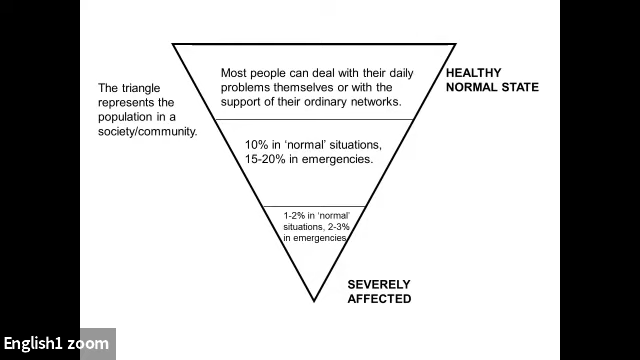 The triangle
represents the
population in a
society/community.
Most people can deal with their daily
problems themselves or with the
support of their ordinary networks.
HEALTHY
NORMAL STATE
10% in ‘normal’ situations,
15-20% in emergencies.
1-2% in ‘normal’
situations, 2-3%
in emergencies.
SEVERELY
AFFECTED
English1 zoom